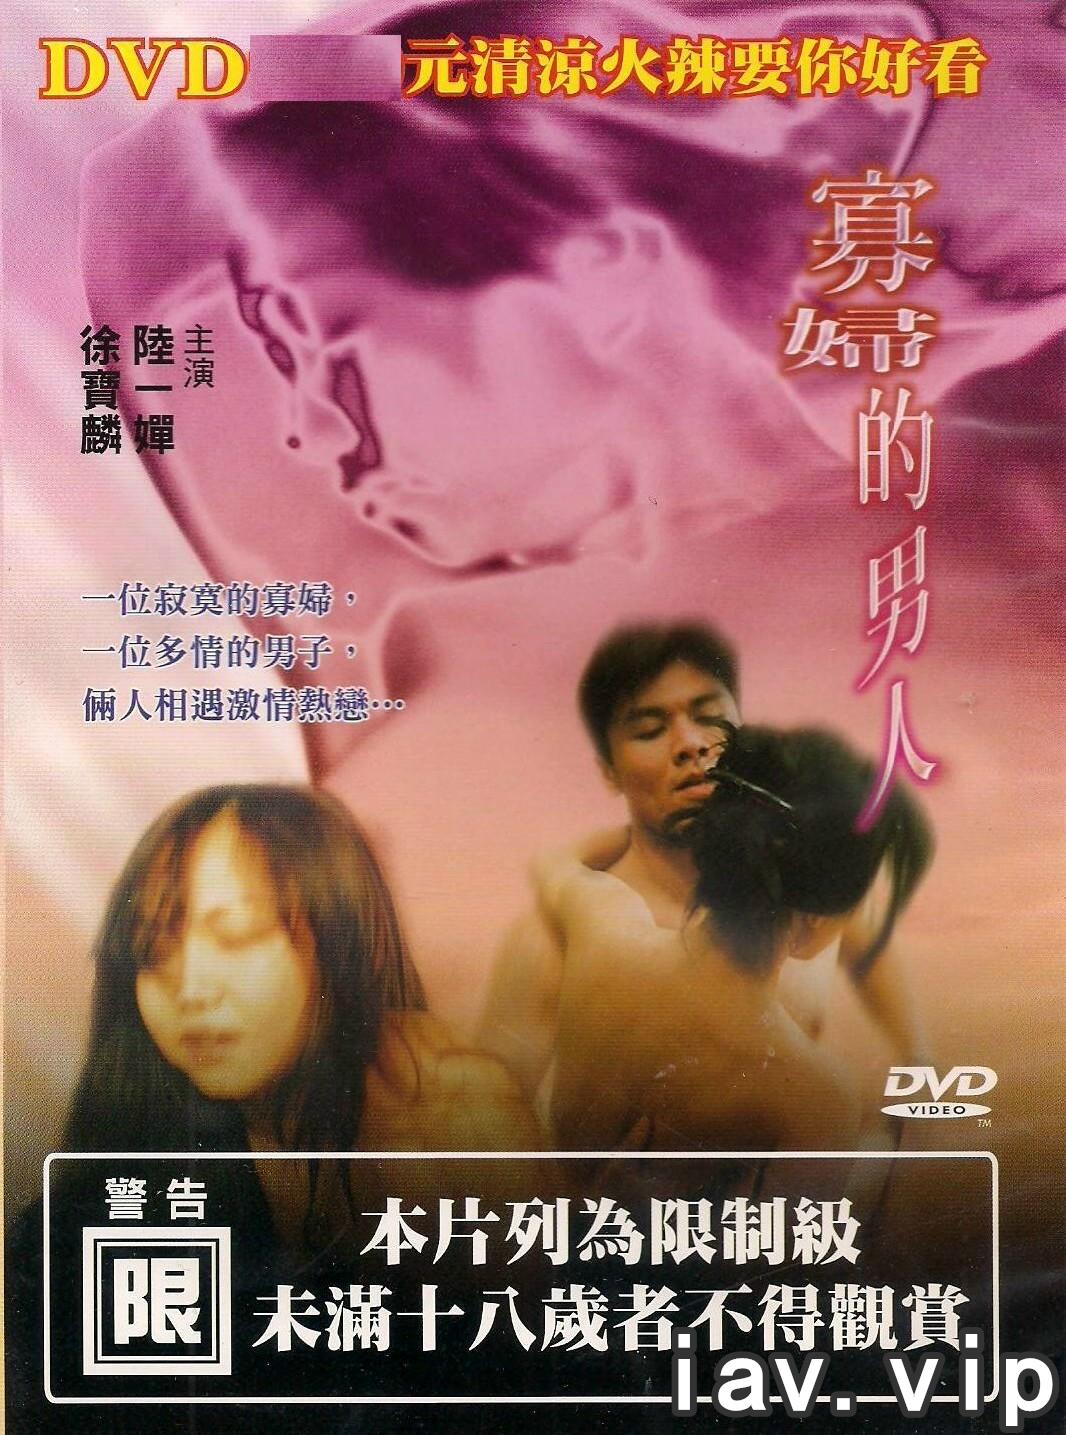 DVD 元清涼火辣要你好看
寡婦的男人
主演
陸一嬋
徐寶麟
一位寂寞的寡婦，
一位多情的男子，
倆人相遇激情熱戀…
DVD
VIDEO
TM
警告
限
本片列為限制級
未滿十八歲者不得觀賞
iav.vip